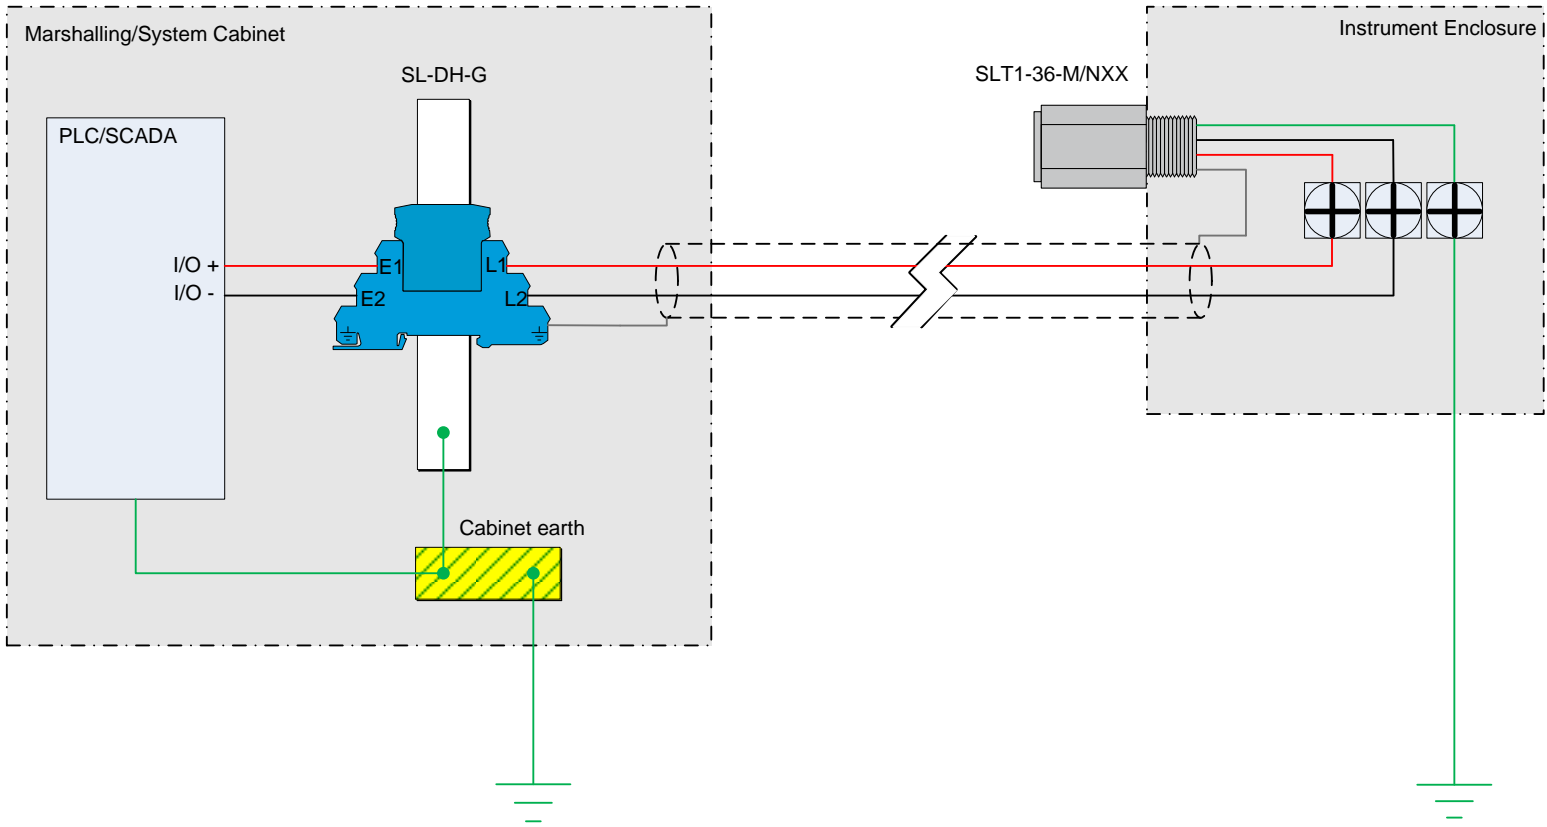 Marshalling/System Cabinet
Instrument Enclosure
SL-DH-G
SLT1-36-M/NXX
PLC/SCADA
I/O +
E1
L1
I/O -
E2
L2
Cabinet earth